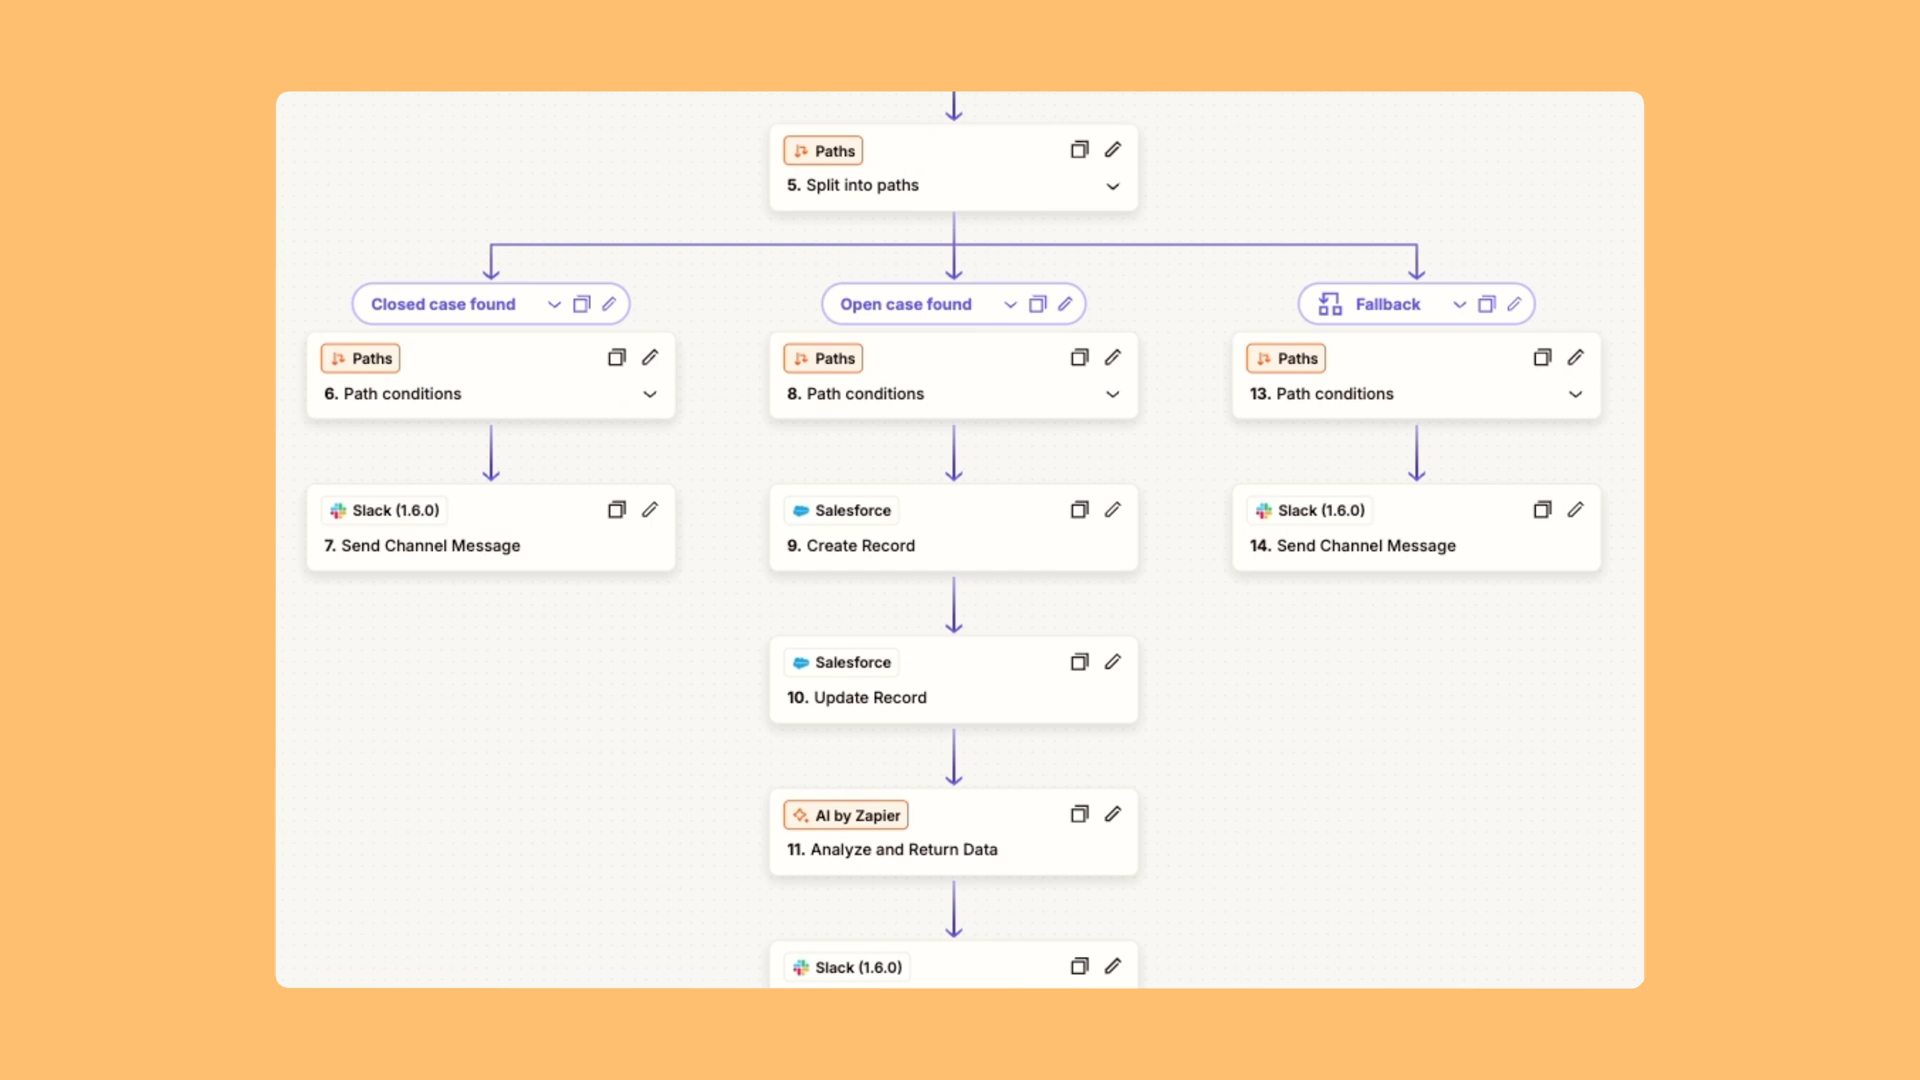 Paths
5. Split into paths
Closed case found
Open case found
Fallback
Paths
6. Path conditions
Paths
8. Path conditions
Paths
13. Path conditions
Slack (1.6.0)
7. Send Channel Message
Salesforce
9. Create Record
Slack (1.6.0)
14. Send Channel Message
Salesforce
10. Update Record
AI by Zapier
11. Analyze and Return Data
Slack (1.6.0)